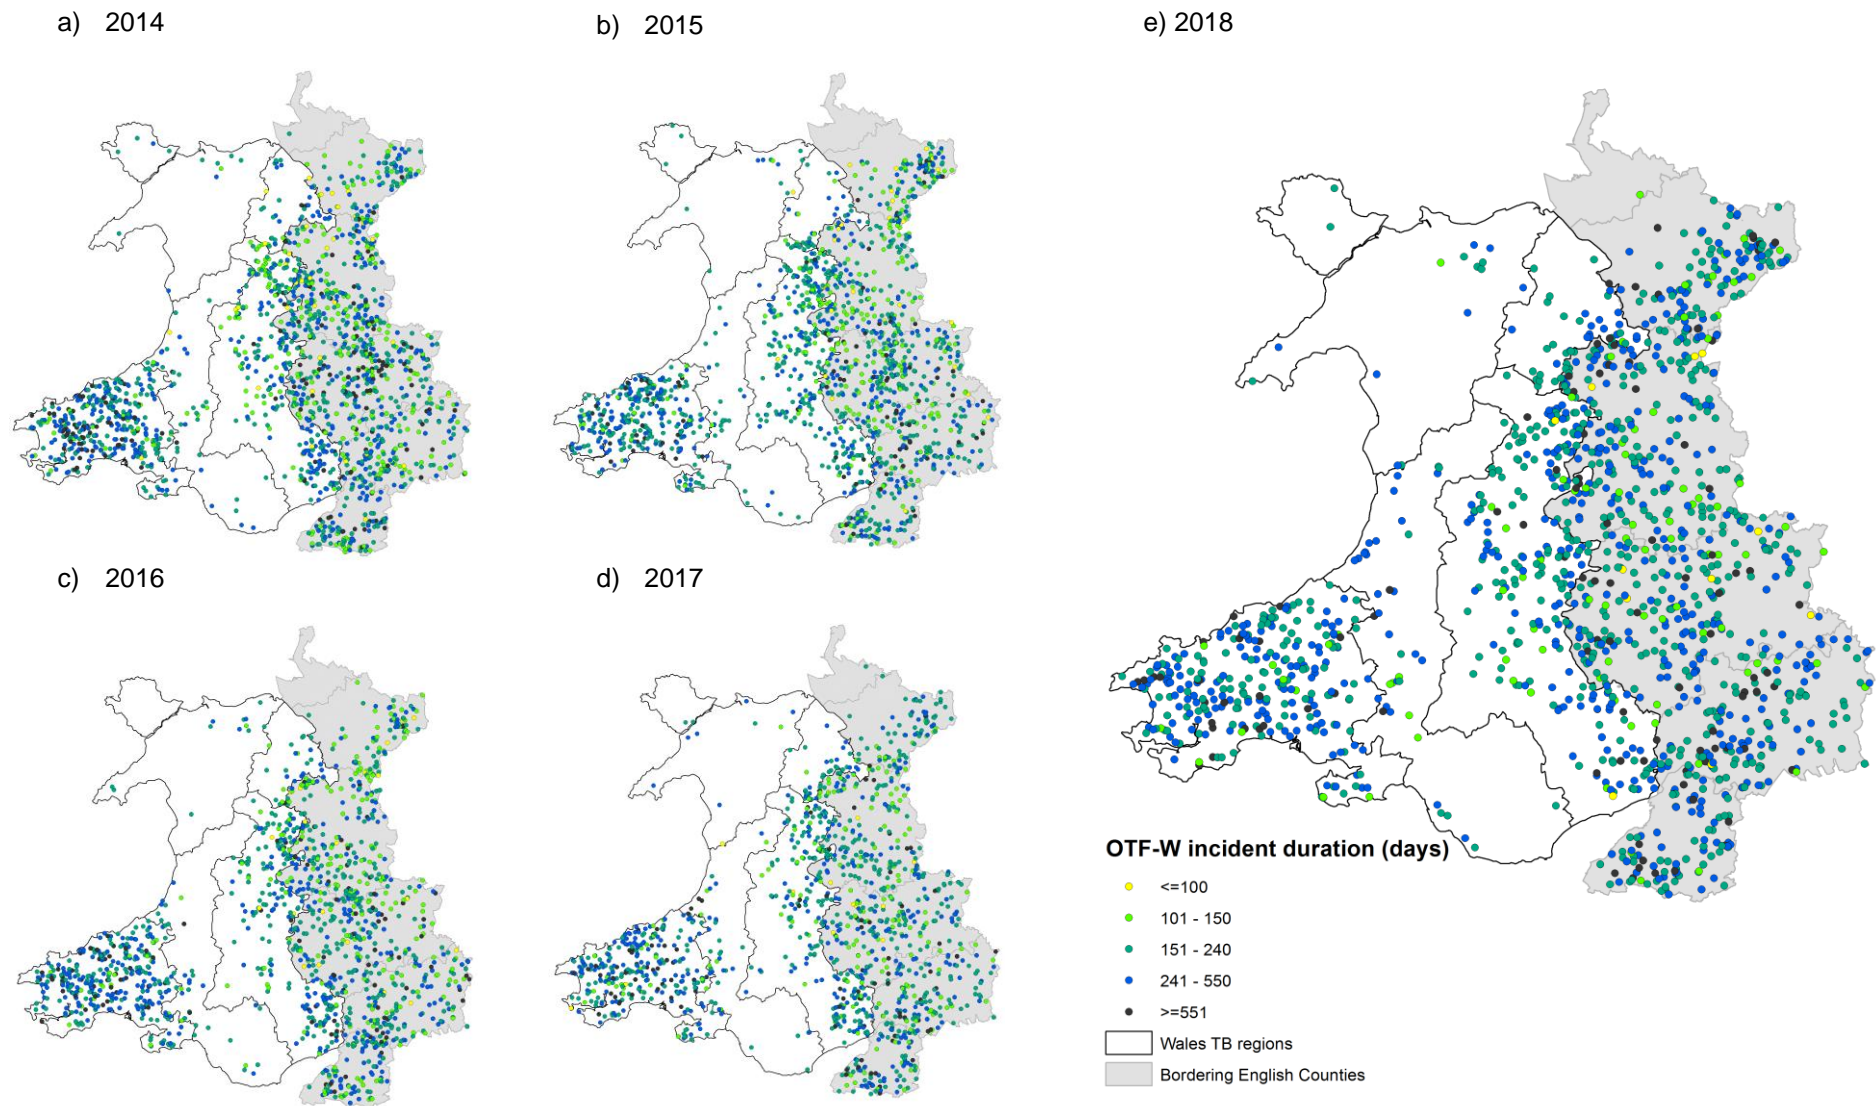 a) 2014
b) 2015
e) 2018
c) 2016
d) 2017
OTF-W incident duration (days)
<=100
101 - 150
151 - 240
241 - 550
>=551
Wales TB regions
Bordering English Counties